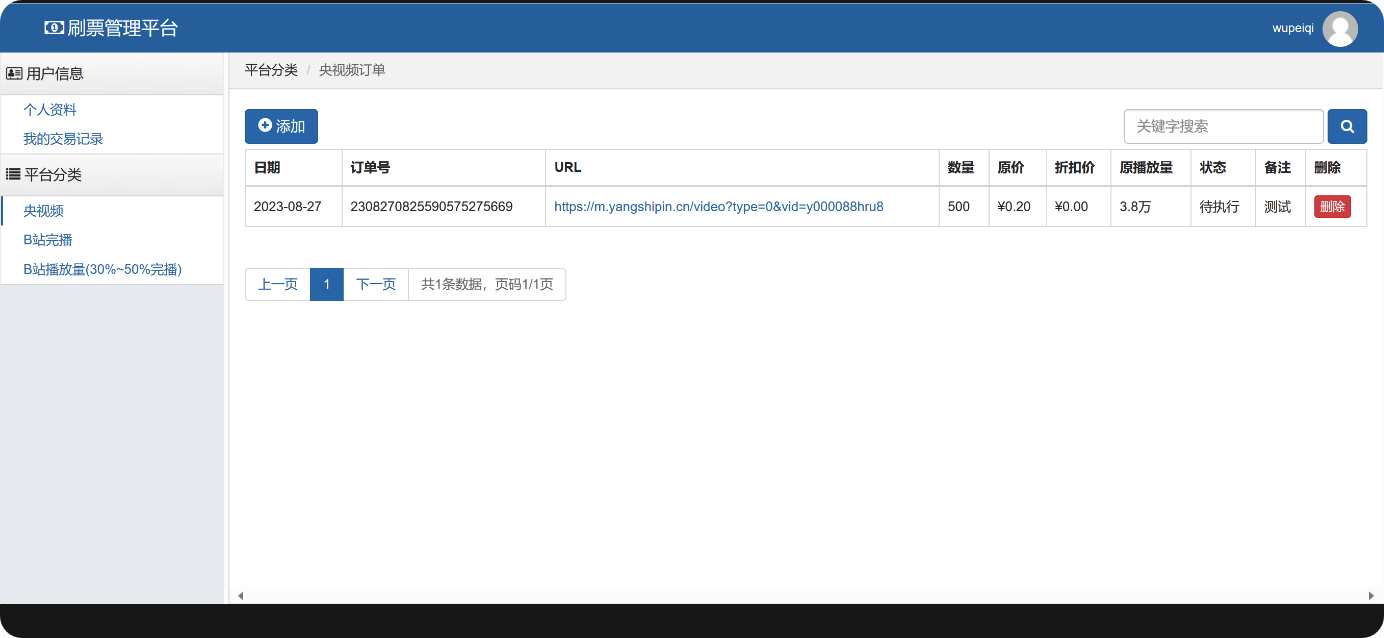 刷票管理平台
wupeiqi
用户信息
个人资料
我的交易记录
平台分类
央视频
B站完播
B站播放量(30%~50%完播)
平台分类 / 央视频订单
添加
关键字搜索
日期 订单号 URL 数量 原价 折扣价 原播放量 状态 备注 删除
2023-08-27 2308270825590575275669 https://m.yangshipin.cn/video?type=0&vid=y000088hru8 500 ¥0.20 ¥0.00 3.8万 待执行 测试 删除
上一页 1 下一页 共1条数据，页码1/1页